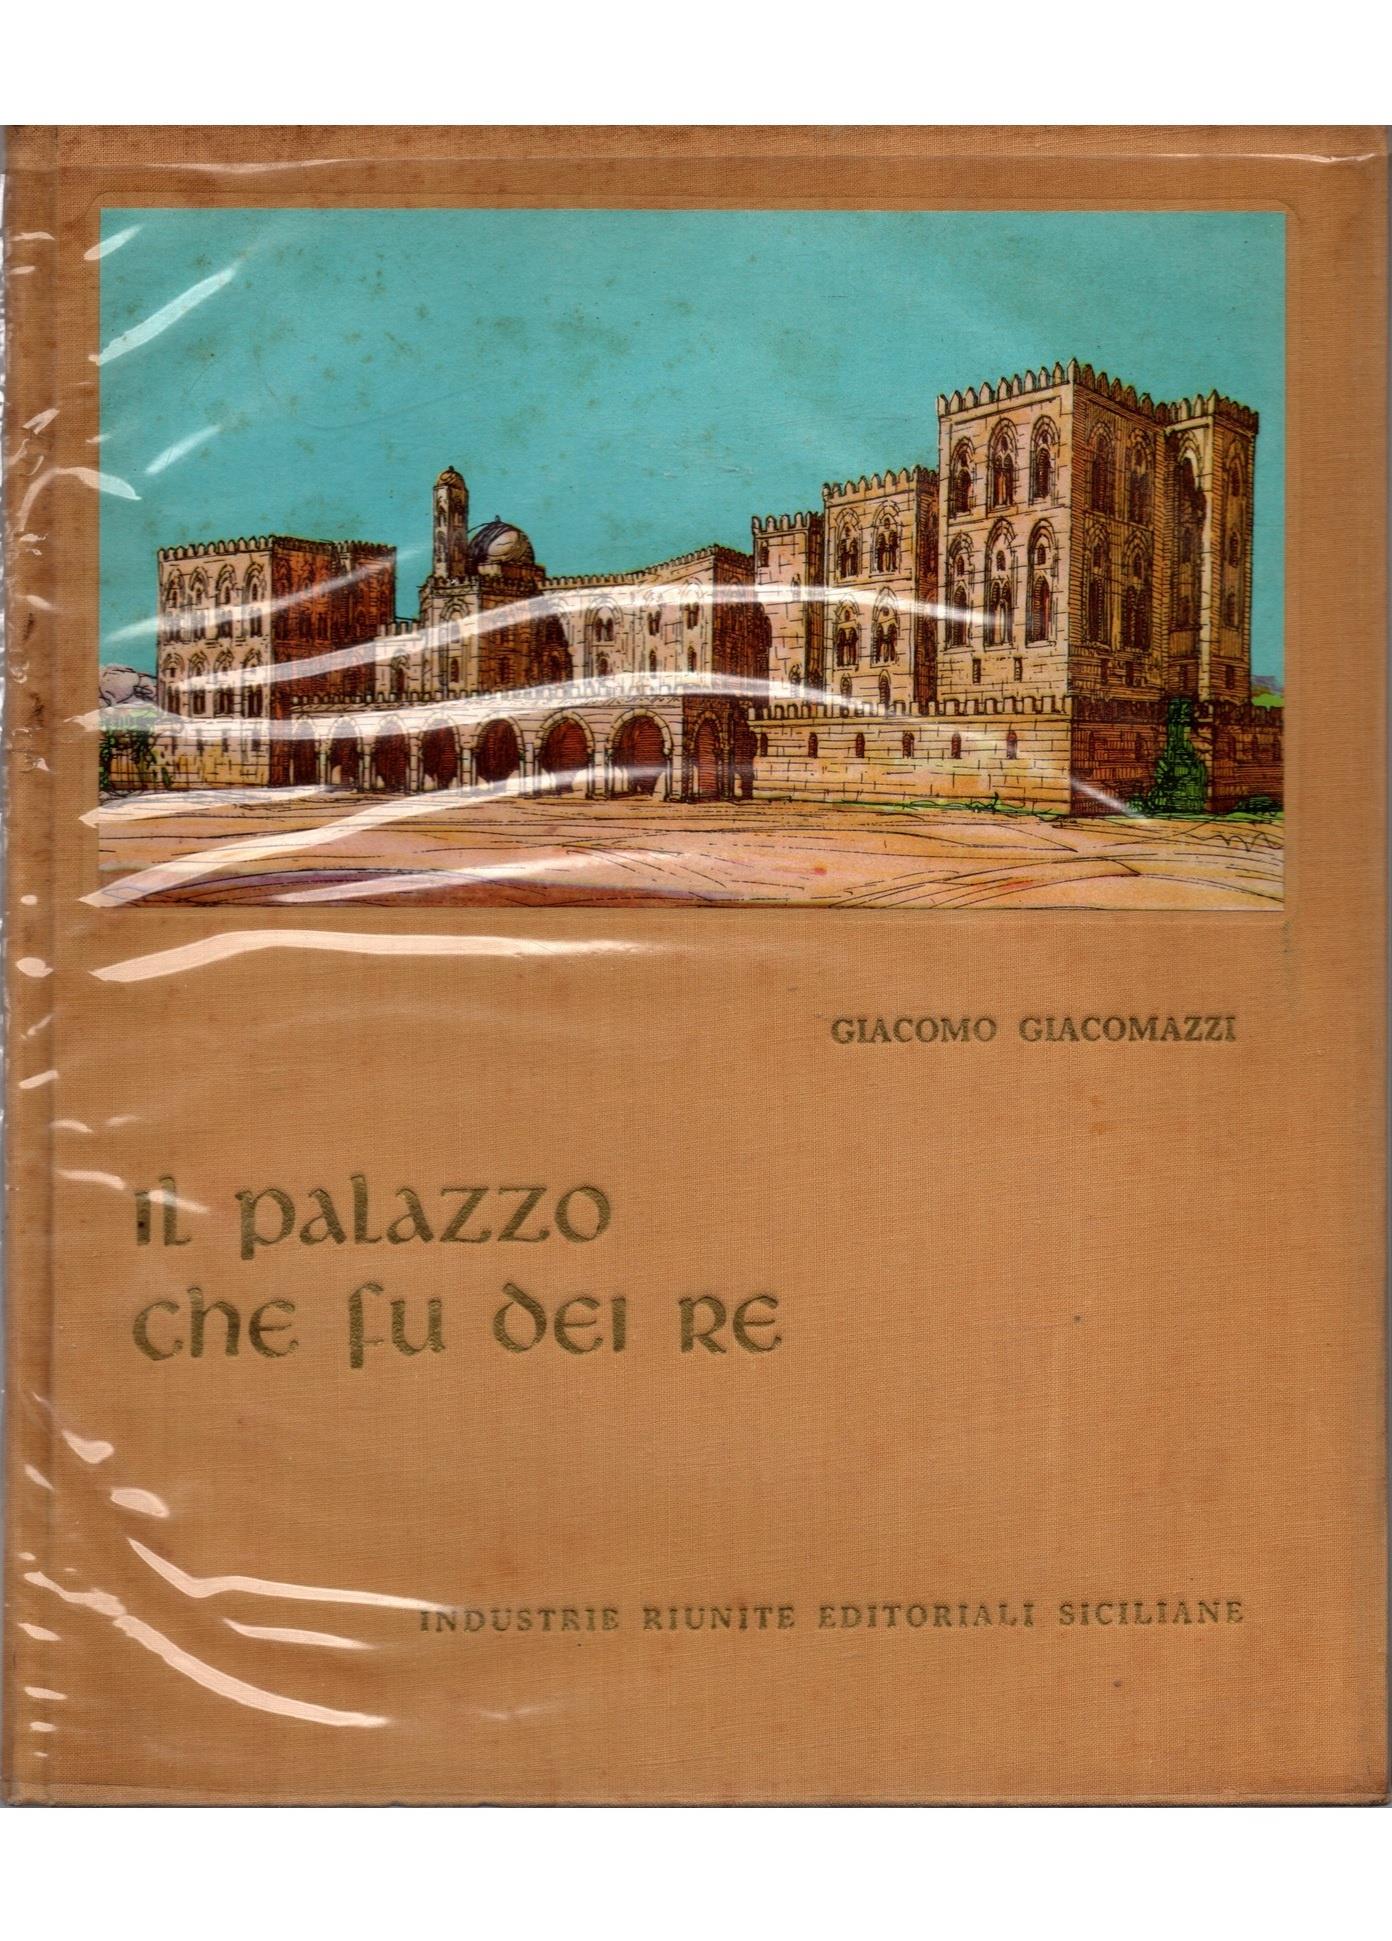 GIACOMO GIACOMAZZI
IL PALAZZO
CHE FU DEI RE
INDUSTRIE RIUNITE EDITORIALI SICILIANE